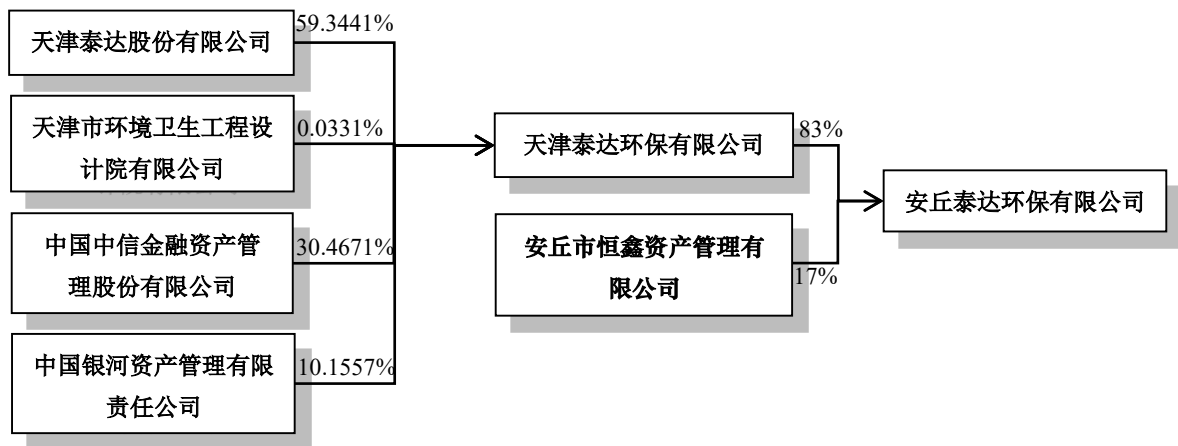 天津泰达股份有限公司
59.3441%
天津市环境卫生工程设
计院有限公司
0.0331%
中国中信金融资产管
理股份有限公司
30.4671%
中国银河资产管理有限
责任公司
10.1557%
天津泰达环保有限公司
83%
安丘市恒鑫资产管理有
限公司
17%
安丘泰达环保有限公司